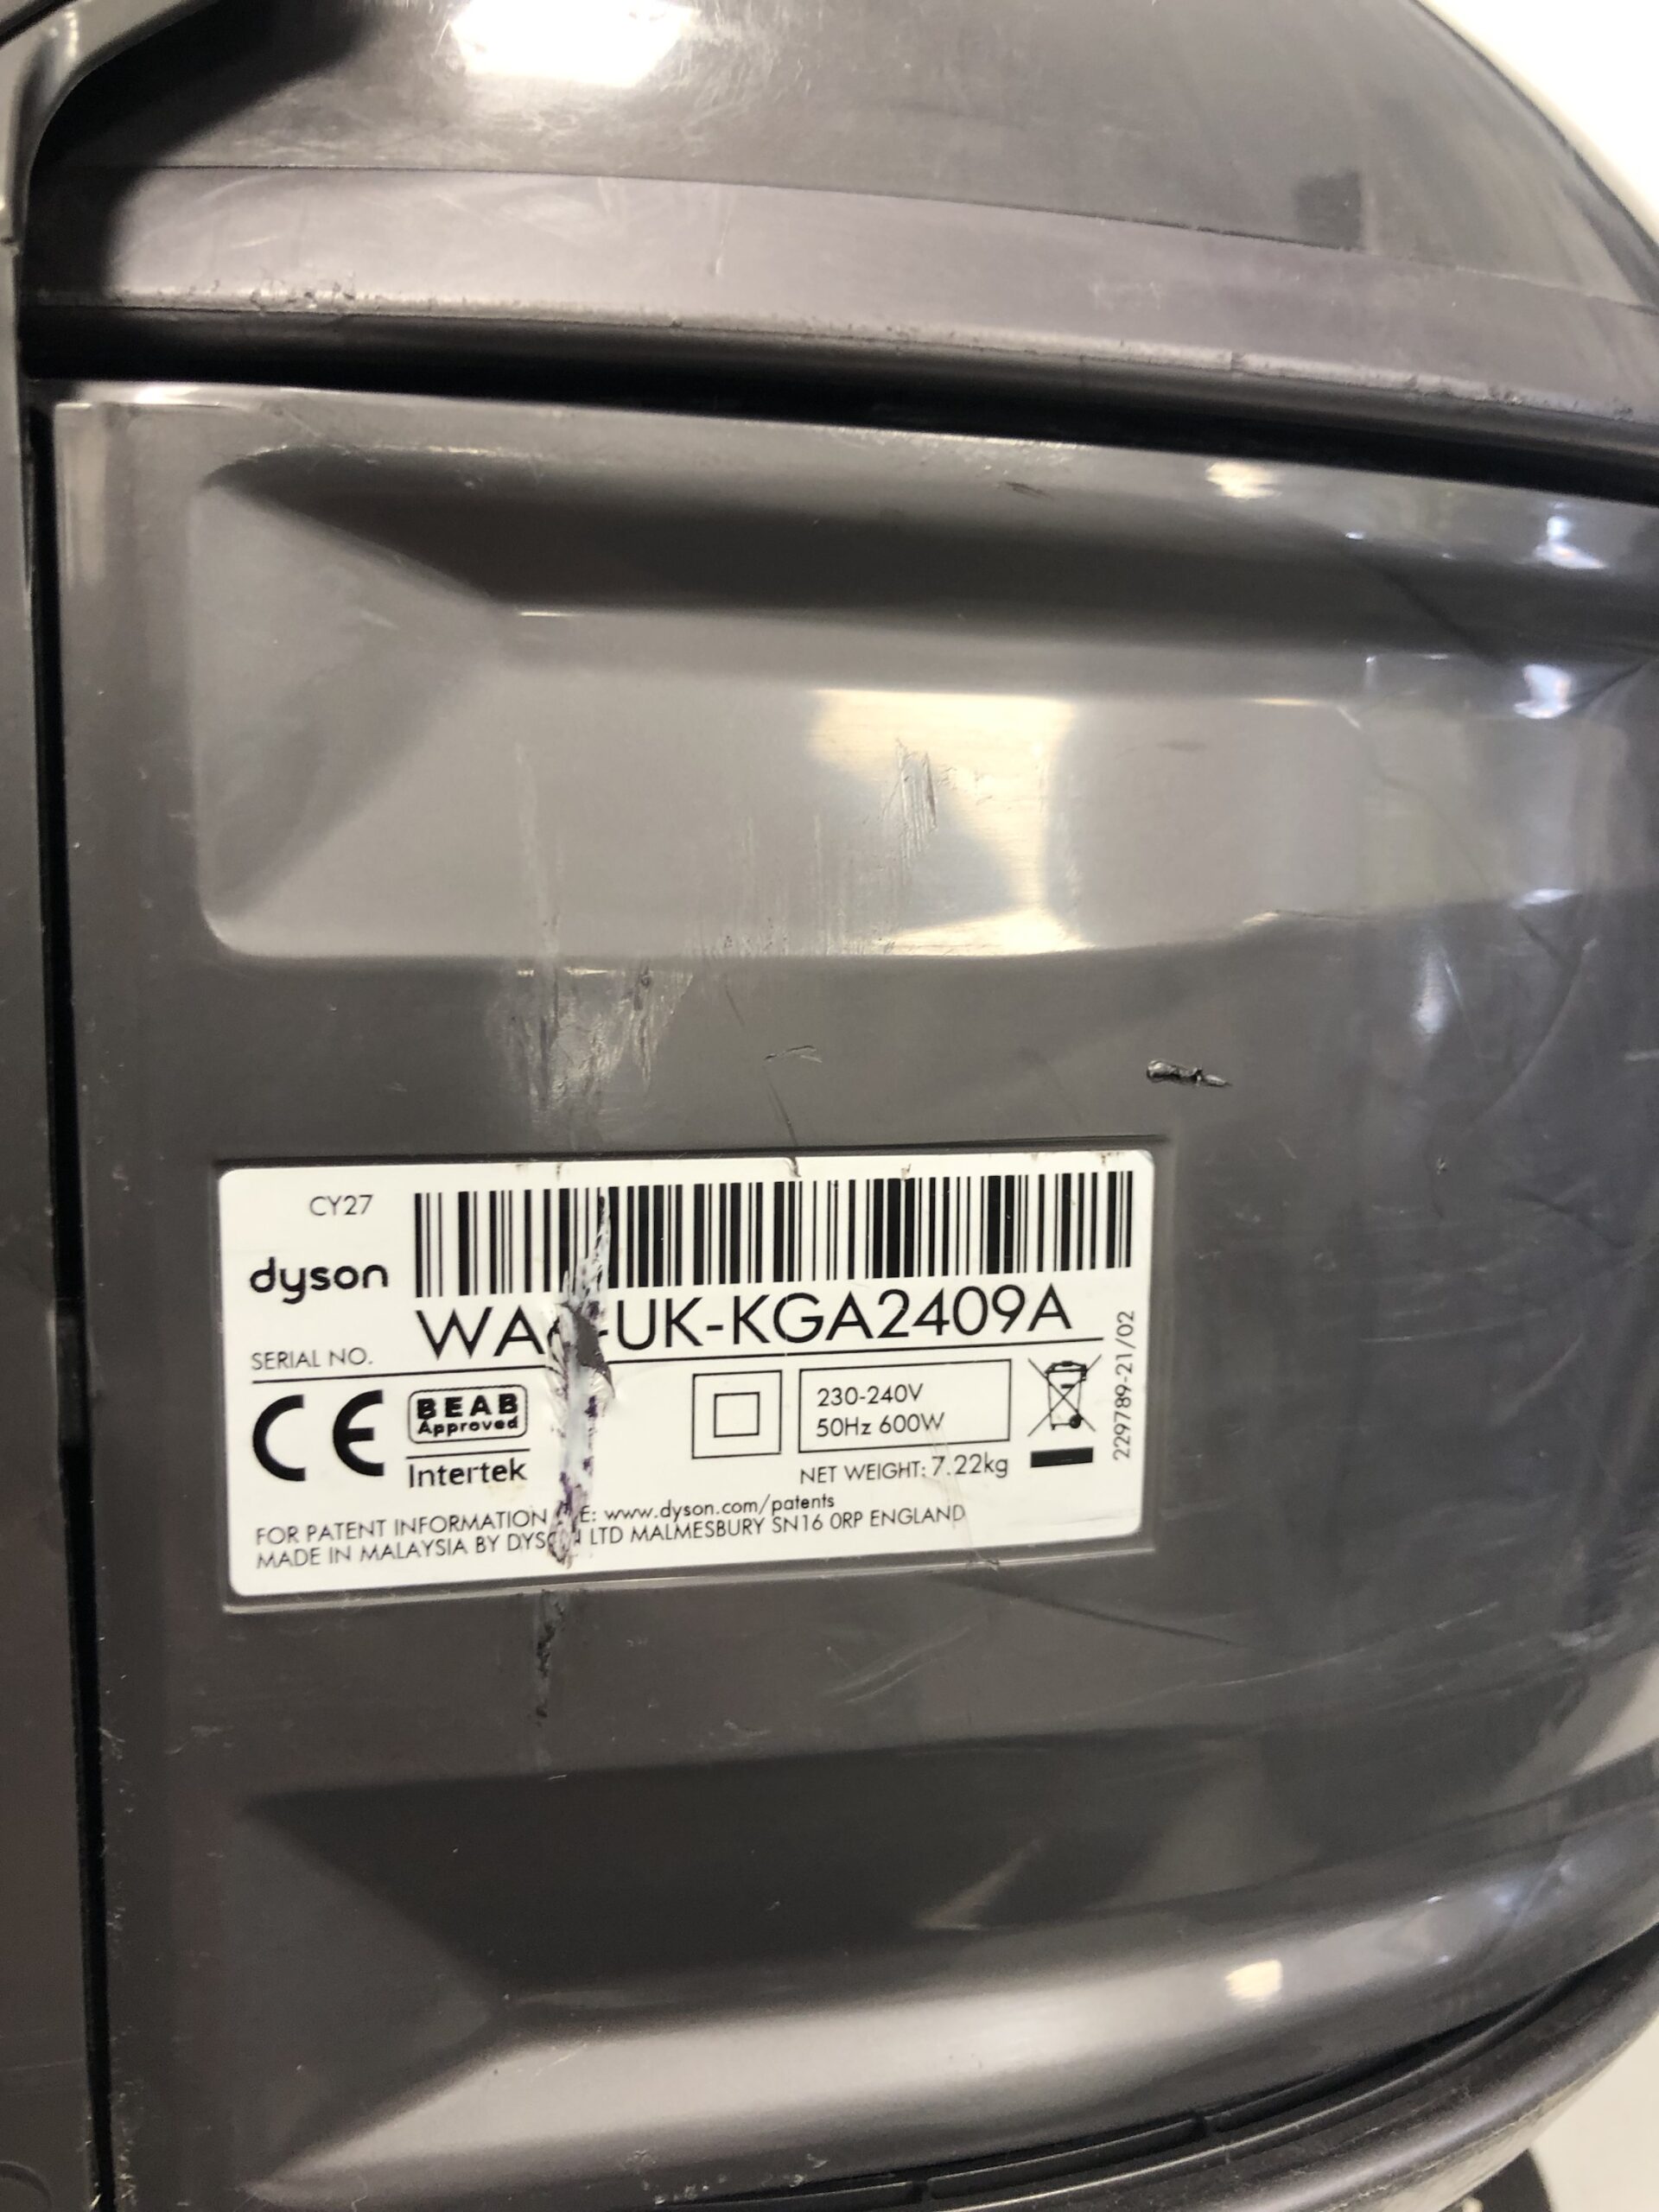 CY27
dyson
SERIAL NO.
-UK-KGA2409A
CE
BEAB
Approved
Intertek
230-240V
50Hz 600W
NET WEIGHT: 7.22kg
229789-21/02
FOR PATENT INFORMATION E: www.dyson.com/patents
MADE IN MALAYSIA BY DYSON LTD MALMESBURY SN16 0RP ENGLAND